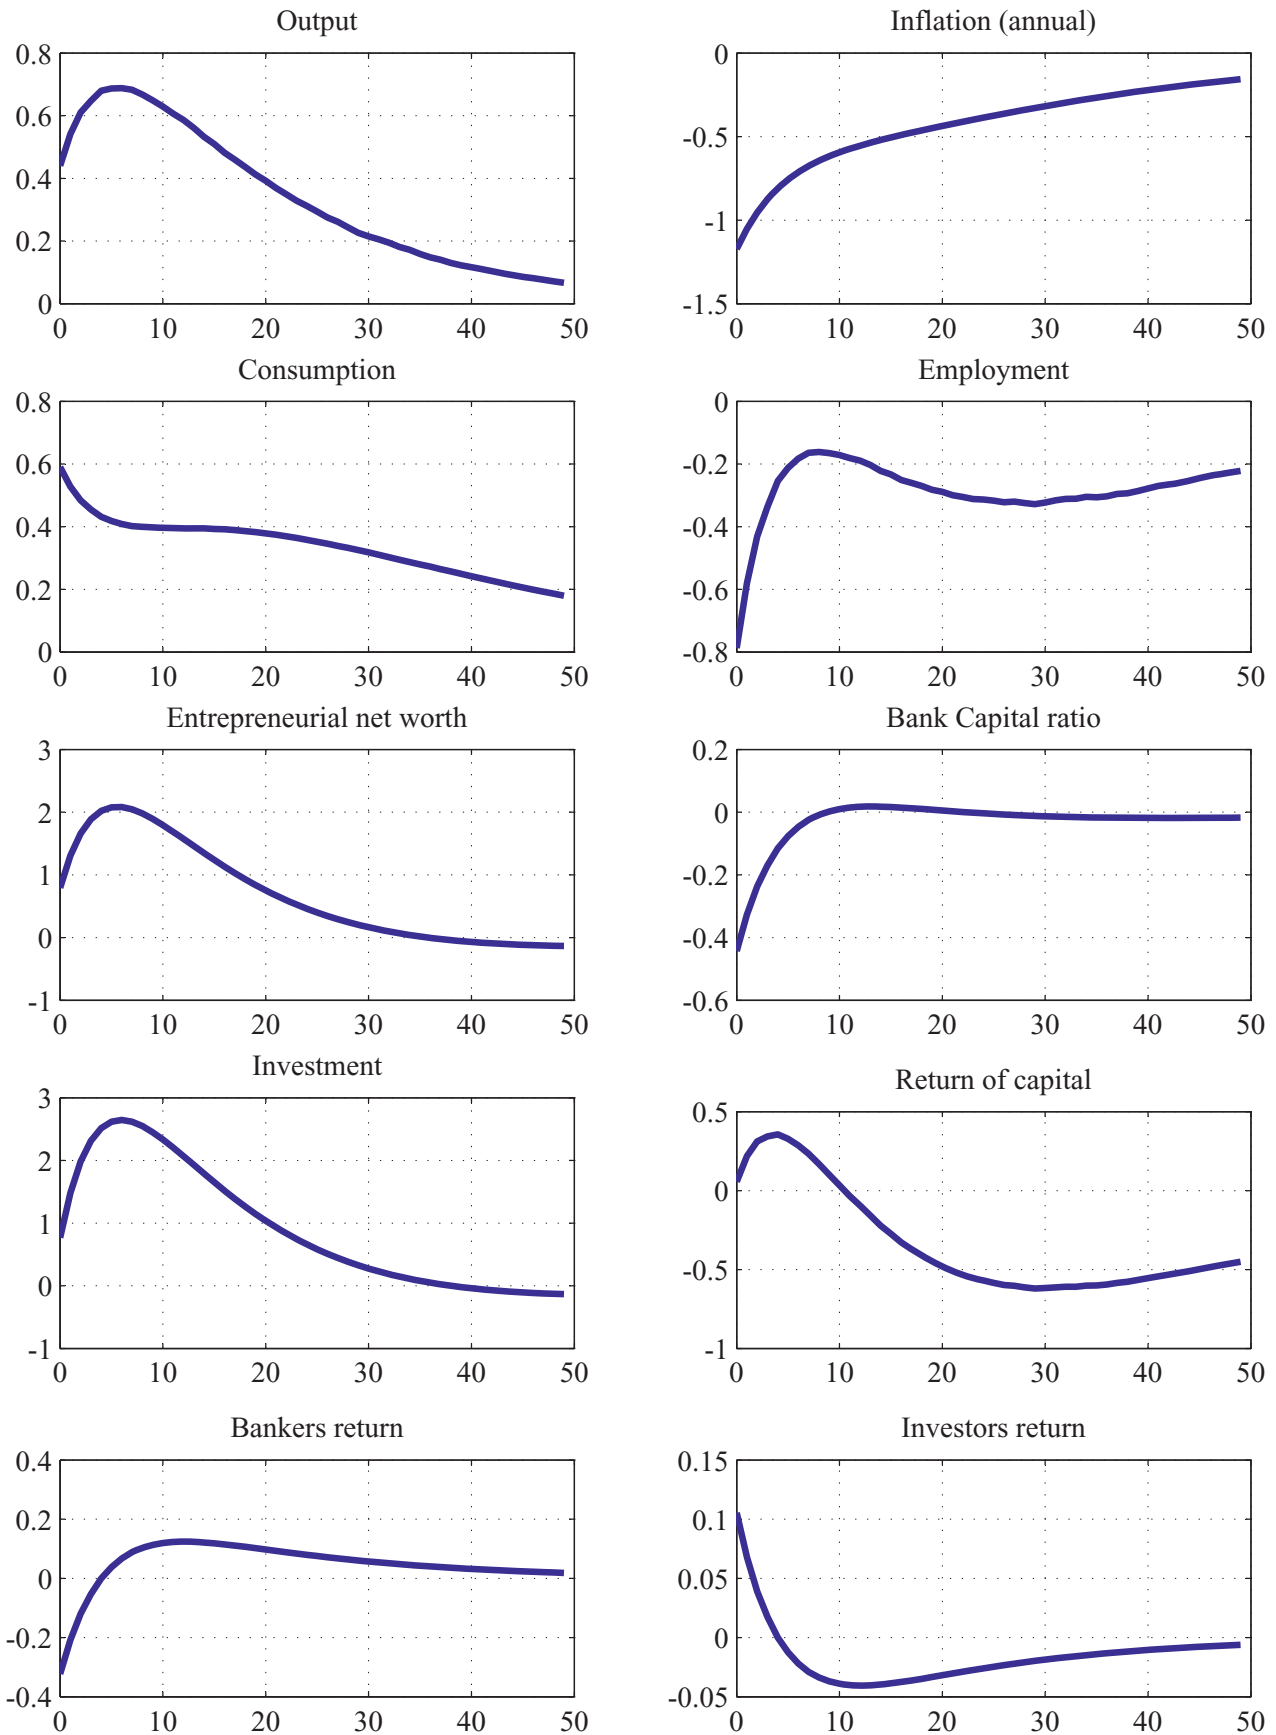 Output
0.8
0.6
0.4
0.2
0
0 10 20 30 40 50
Inflation (annual)
0
-0.5
-1
-1.5
0 10 20 30 40 50
Consumption
0.8
0.6
0.4
0.2
0
0 10 20 30 40 50
Employment
0
-0.2
-0.4
-0.6
-0.8
0 10 20 30 40 50
Entrepreneurial net worth
3
2
1
0
-1
0 10 20 30 40 50
Bank Capital ratio
0.2
0
-0.2
-0.4
-0.6
0 10 20 30 40 50
Investment
3
2
1
0
-1
0 10 20 30 40 50
Return of capital
0.5
0
-0.5
-1
0 10 20 30 40 50
Bankers return
0.4
0.2
0
-0.2
-0.4
0 10 20 30 40 50
Investors return
0.15
0.1
0.05
0
-0.05
0 10 20 30 40 50